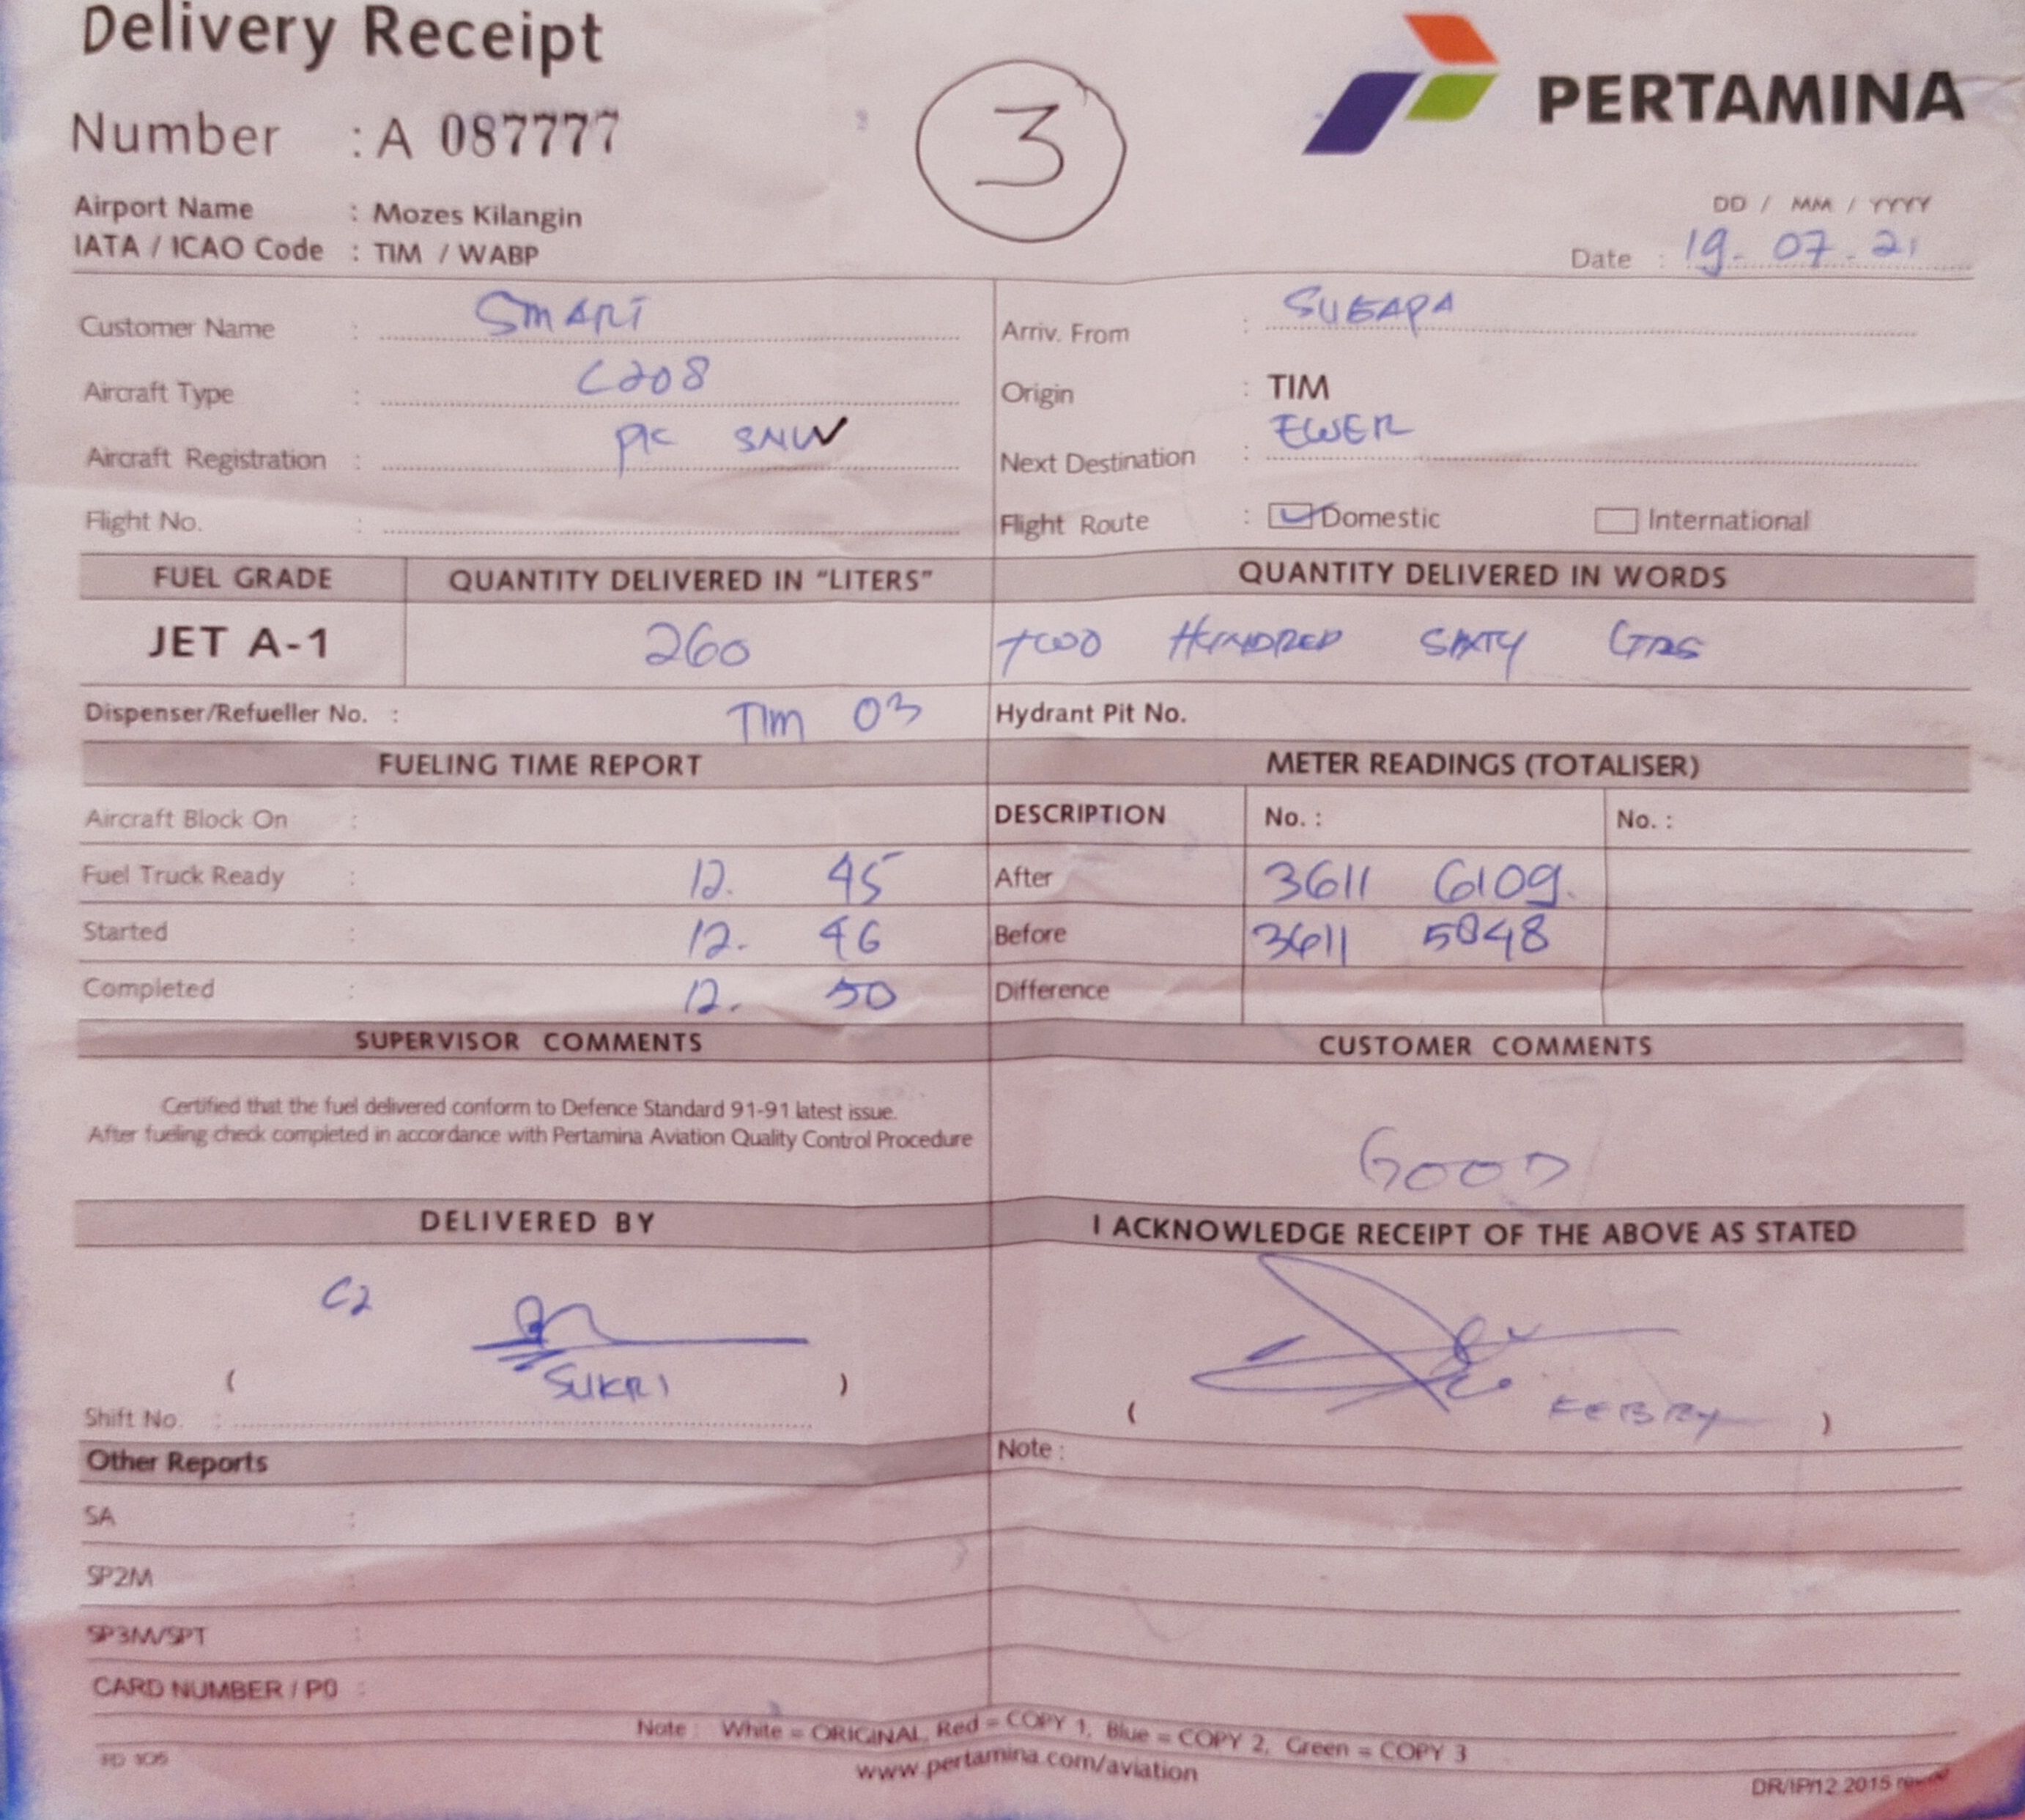 Delivery Receipt
PERTAMINA
3
Number : A 087777
Airport Name : Mozes Kilangin
IATA / ICAO Code : TIM / WABP
DD / MM / YYYY
Date : 19. 07. 21
Customer Name : SMART
Arriv. From :
Aircraft Type : C208
Origin : TIM
Aircraft Registration : PK SNW
Next Destination : EWER
Flight No. :
Flight Route : Domestic International
FUEL GRADE QUANTITY DELIVERED IN "LITERS" QUANTITY DELIVERED IN WORDS
JET A-1 260 TWO HUNDRED SIXTY
Dispenser/Refueller No. : TIM 03 Hydrant Pit No.
FUELING TIME REPORT METER READINGS (TOTALISER)
Aircraft Block On : DESCRIPTION No. : No. :
Fuel Truck Ready : 12. 45 After 3611 6109.
Started : 12. 46 Before 3611
Completed : 12. 50 Difference
SUPERVISOR COMMENTS CUSTOMER COMMENTS
Certified that the fuel delivered conform to Defence Standard 91-91 latest issue.
After fueling check completed in accordance with Pertamina Aviation Quality Control Procedure
GOOD
DELIVERED BY I ACKNOWLEDGE RECEIPT OF THE ABOVE AS STATED
C2
( SUKRI ) ( FEBRY )
Shift No. :
Other Reports Note :
SA :
SP2M :
SP3M/SPT :
CARD NUMBER / PO :
Note : White = ORIGINAL, Red = COPY 1, Blue = COPY 2, Green = COPY 3
FD 105 www.pertamina.com/aviation
DR/IP/12.2015